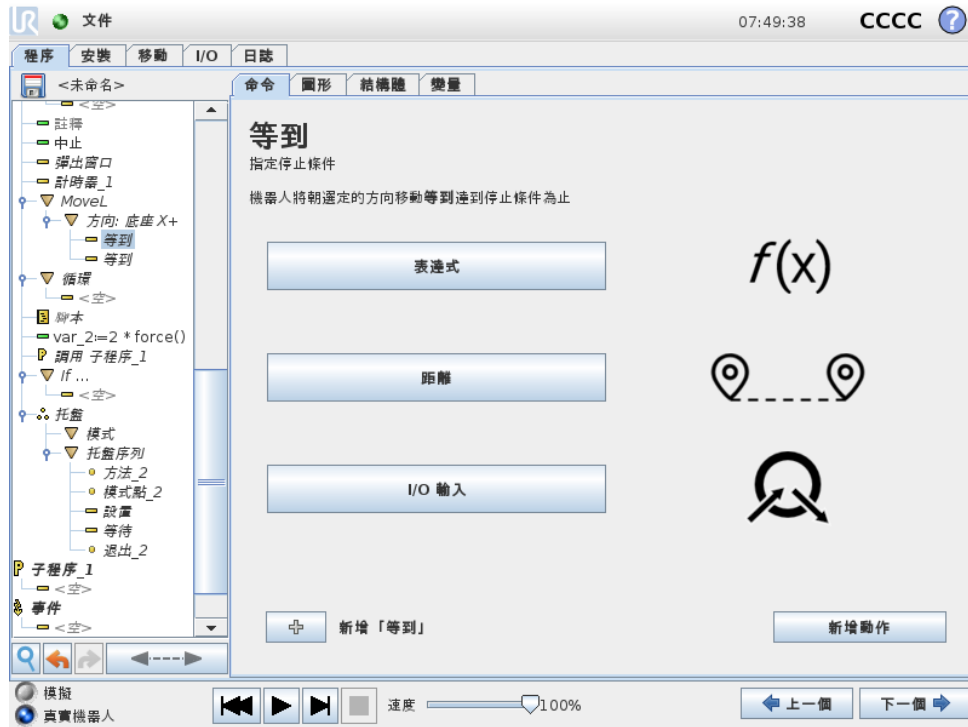 UR 文件 07:49:38 CCCC ?
程序 安裝 移動 I/O 日誌
<未命名>
命令 圖形 結構體 變量
<空>
註釋
中止
彈出窗口
計時器_1
MoveL
方向: 底座 X+
等到
等到
循環
<空>
腳本
var_2:=2 * force()
調用 子程序_1
If ...
<空>
托盤
模式
托盤序列
方法_2
模式點_2
設置
等待
退出_2
P 子程序_1
<空>
事件
<空>
等到
指定停止條件
機器人將朝選定的方向移動等到達到停止條件為止
表達式
f(x)
距離
I/O 輸入
新增「等到」
新增動作
模擬
真實機器人
速度 100%
上一個
下一個